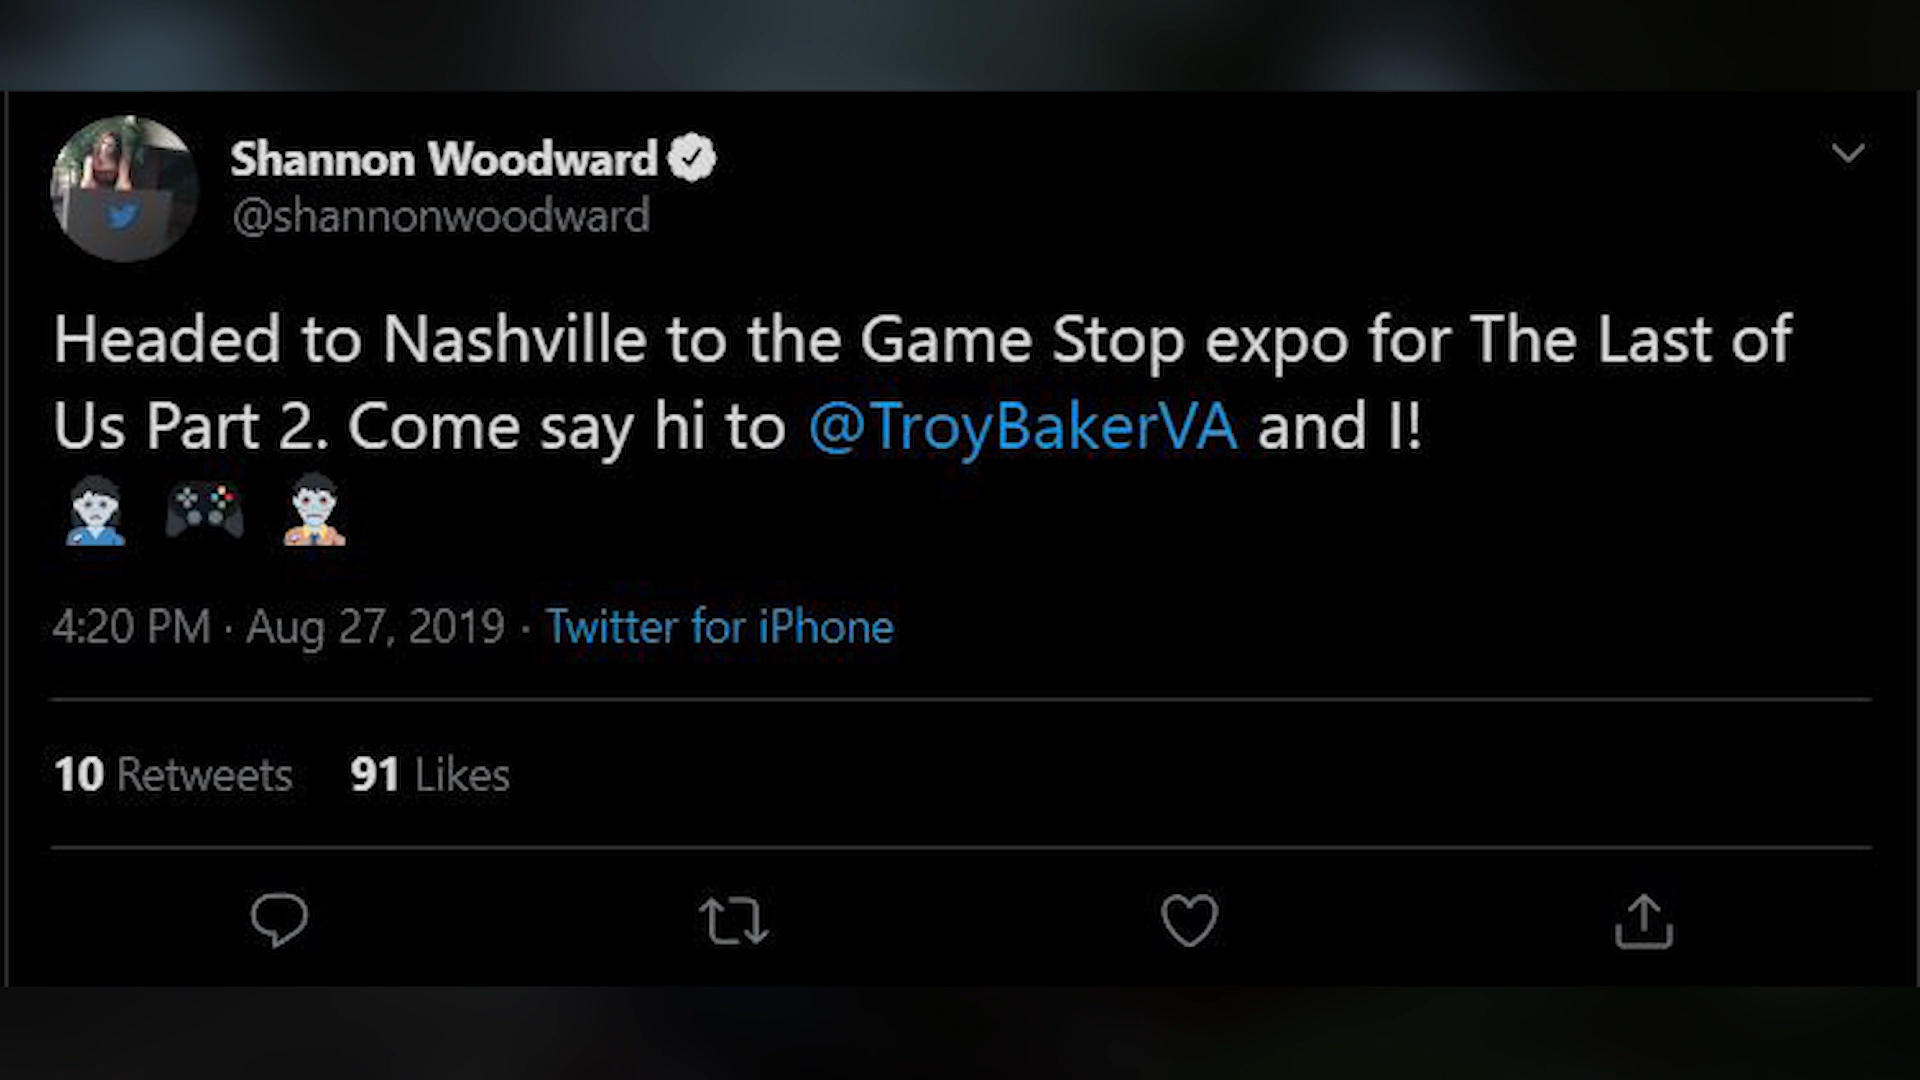 Shannon Woodward
@shannonwoodward
Headed to Nashville to the Game Stop expo for The Last of
Us Part 2. Come say hi to @TroyBakerVA and I!
4:20 PM · Aug 27, 2019 · Twitter for iPhone
10 Retweets 91 Likes